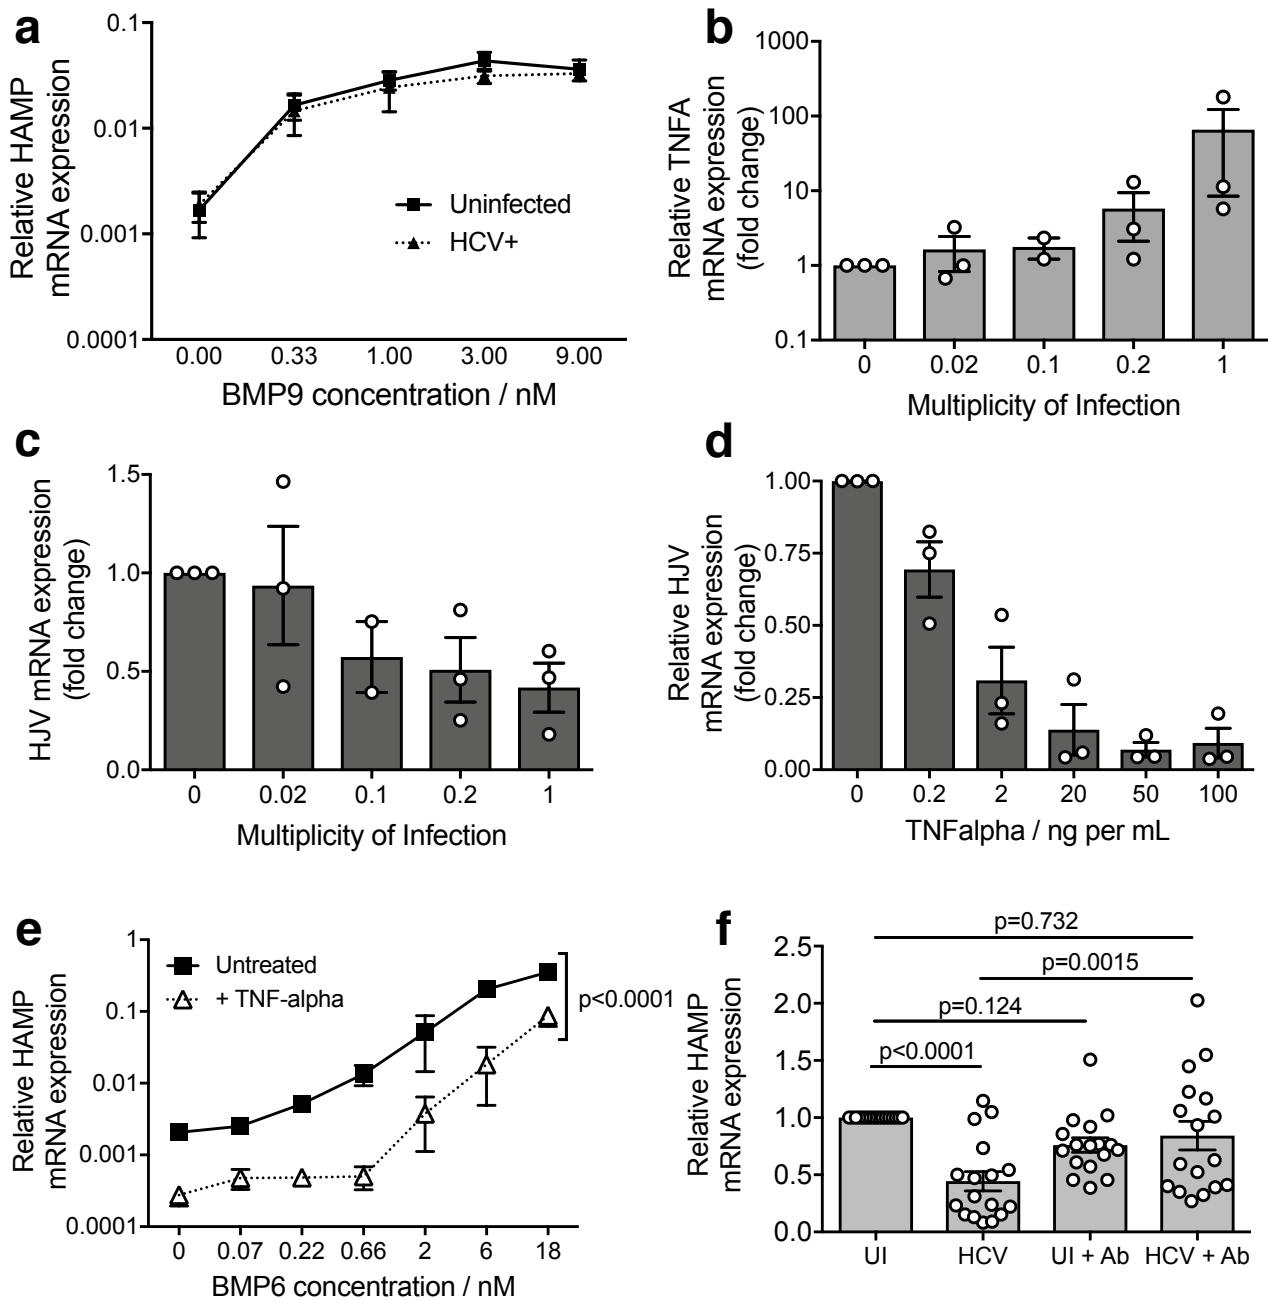 a
0.1
0.01
0.001
0.0001
Relative HAMP
mRNA expression
Uninfected
HCV+
0.00 0.33 1.00 3.00 9.00
BMP9 concentration / nM
b
1000
100
10
1
0.1
Relative TNFA
mRNA expression
(fold change)
0 0.02 0.1 0.2 1
Multiplicity of Infection
c
1.5
1.0
0.5
0.0
HJV mRNA expression
(fold change)
0 0.02 0.1 0.2 1
Multiplicity of Infection
d
1.00
0.75
0.50
0.25
0.00
Relative HJV
mRNA expression
(fold change)
0 0.2 2 20 50 100
TNFalpha / ng per mL
e
1
0.1
0.01
0.001
0.0001
Relative HAMP
mRNA expression
Untreated
+ TNF-alpha
p<0.0001
0 0.07 0.22 0.66 2 6 18
BMP6 concentration / nM
f
2.5
2.0
1.5
1.0
0.5
0.0
Relative HAMP
mRNA expression
p=0.732
p=0.0015
p=0.124
p<0.0001
UI HCV UI + Ab HCV + Ab